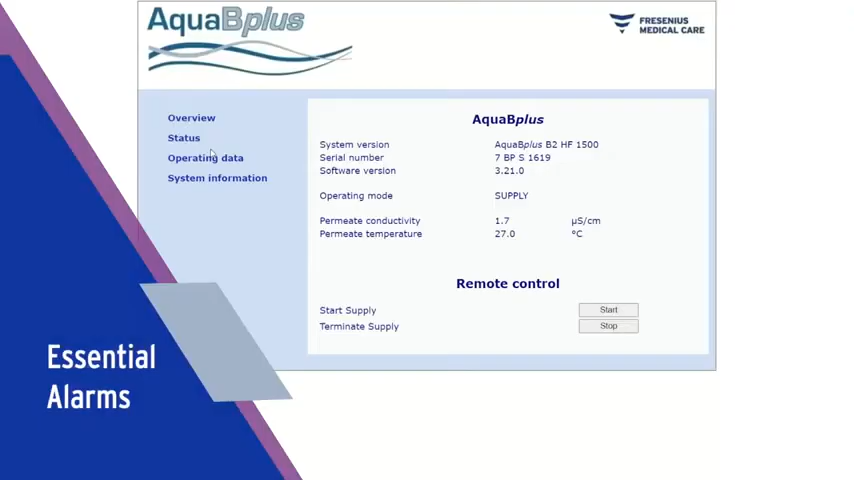 AquaBplus
FRESENIUS
MEDICAL CARE
Overview
Status
Operating data
System information
AquaBplus
System version AquaBplus B2 HF 1500
Serial number 7 BP S 1619
Software version 3.21.0
Operating mode SUPPLY
Permeate conductivity 1.7 µS/cm
Permeate temperature 27.0 °C
Remote control
Start Supply Start
Terminate Supply Stop
Essential
Alarms